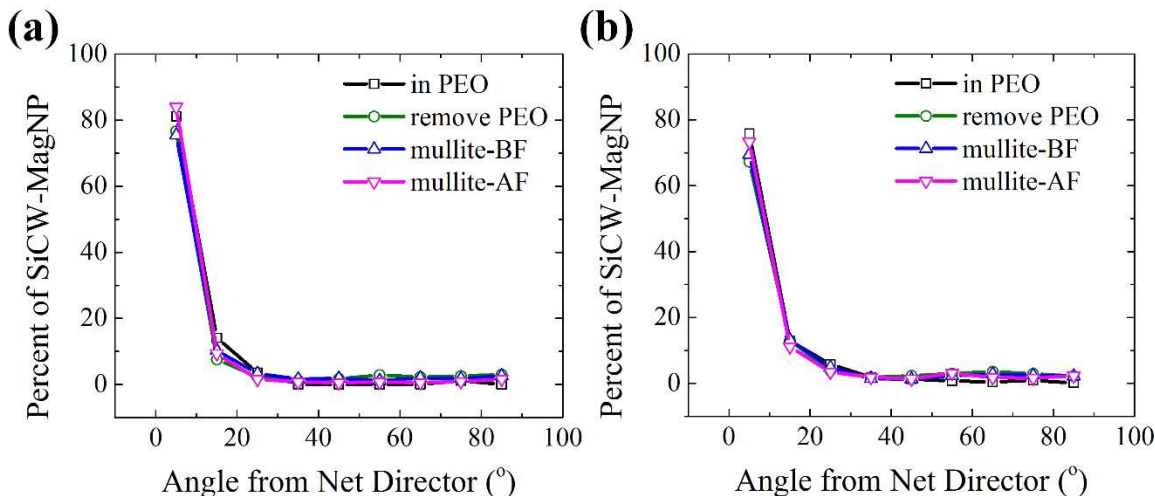 (a)
100
80
60
40
20
0
Percent of SiCW-MagNP
in PEO
remove PEO
mullite-BF
mullite-AF
0 20 40 60 80 100
Angle from Net Director (°)
(b)
100
80
60
40
20
0
Percent of SiCW-MagNP
in PEO
remove PEO
mullite-BF
mullite-AF
0 20 40 60 80 100
Angle from Net Director (°)